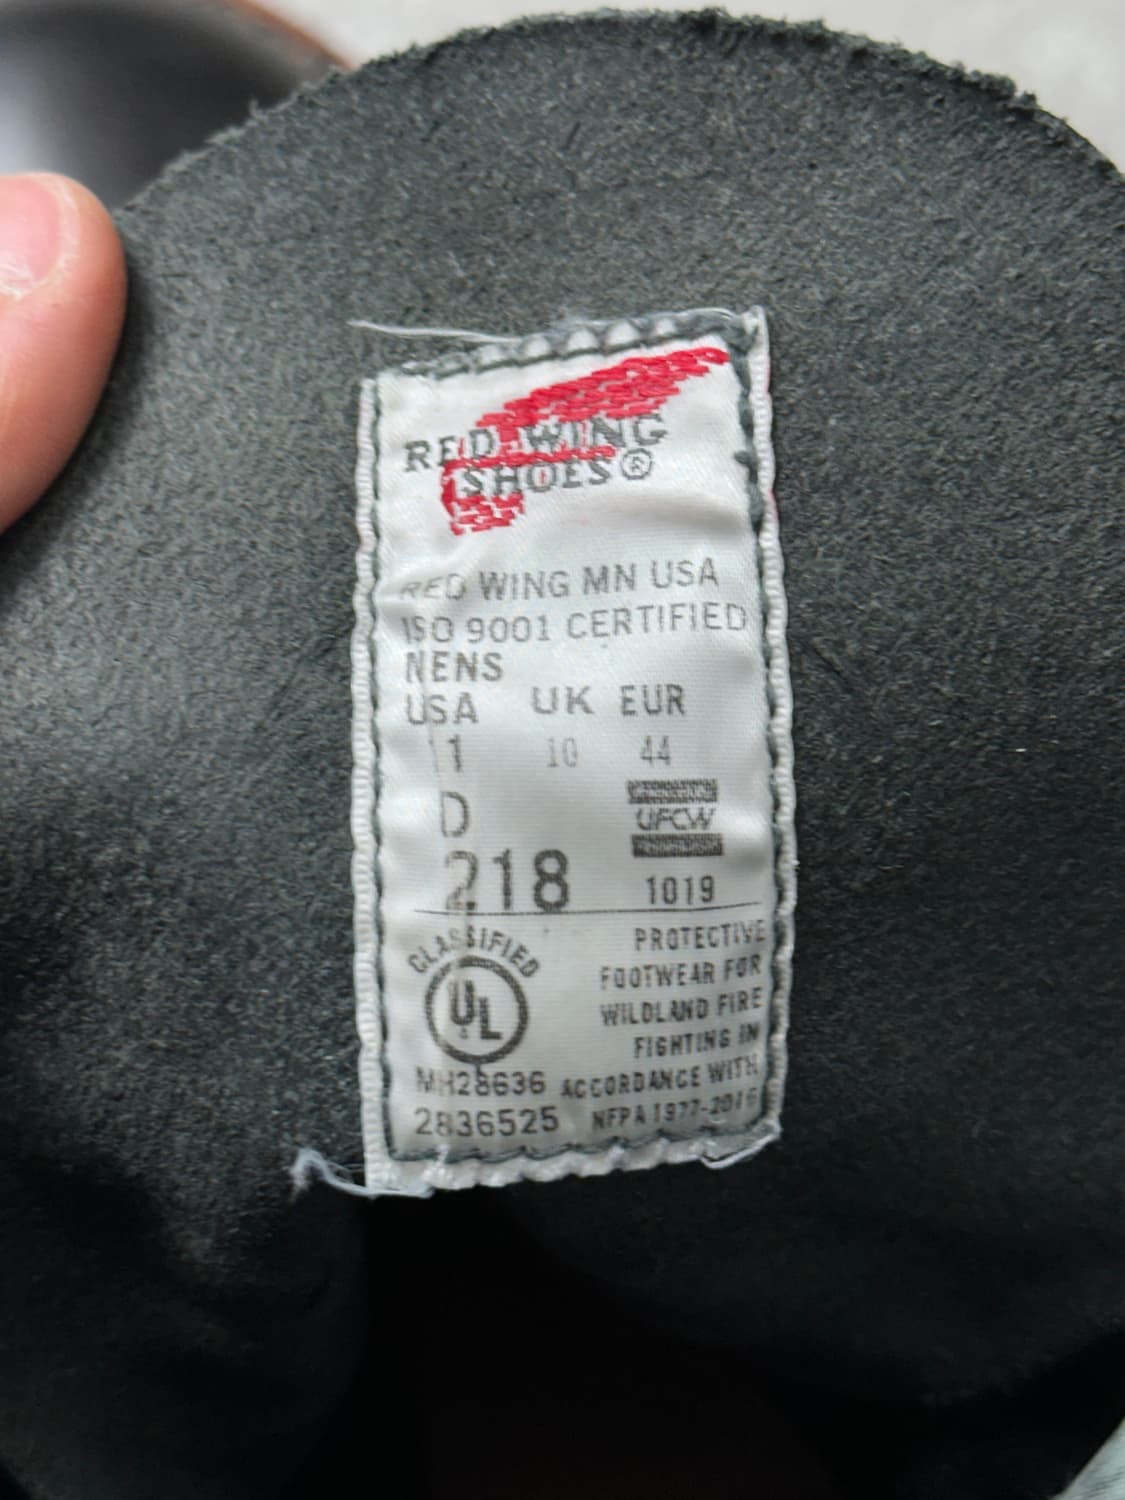 RED WING
SHOES®
RED WING MN USA
ISO 9001 CERTIFIED
MENS
USA UK EUR
11 10 44
D
UFCW
218
1019
CLASSIFIED
UL
MH28636
2836525
PROTECTIVE
FOOTWEAR FOR
WILDLAND FIRE
FIGHTING IN
ACCORDANCE WITH
NFPA 1977-2016